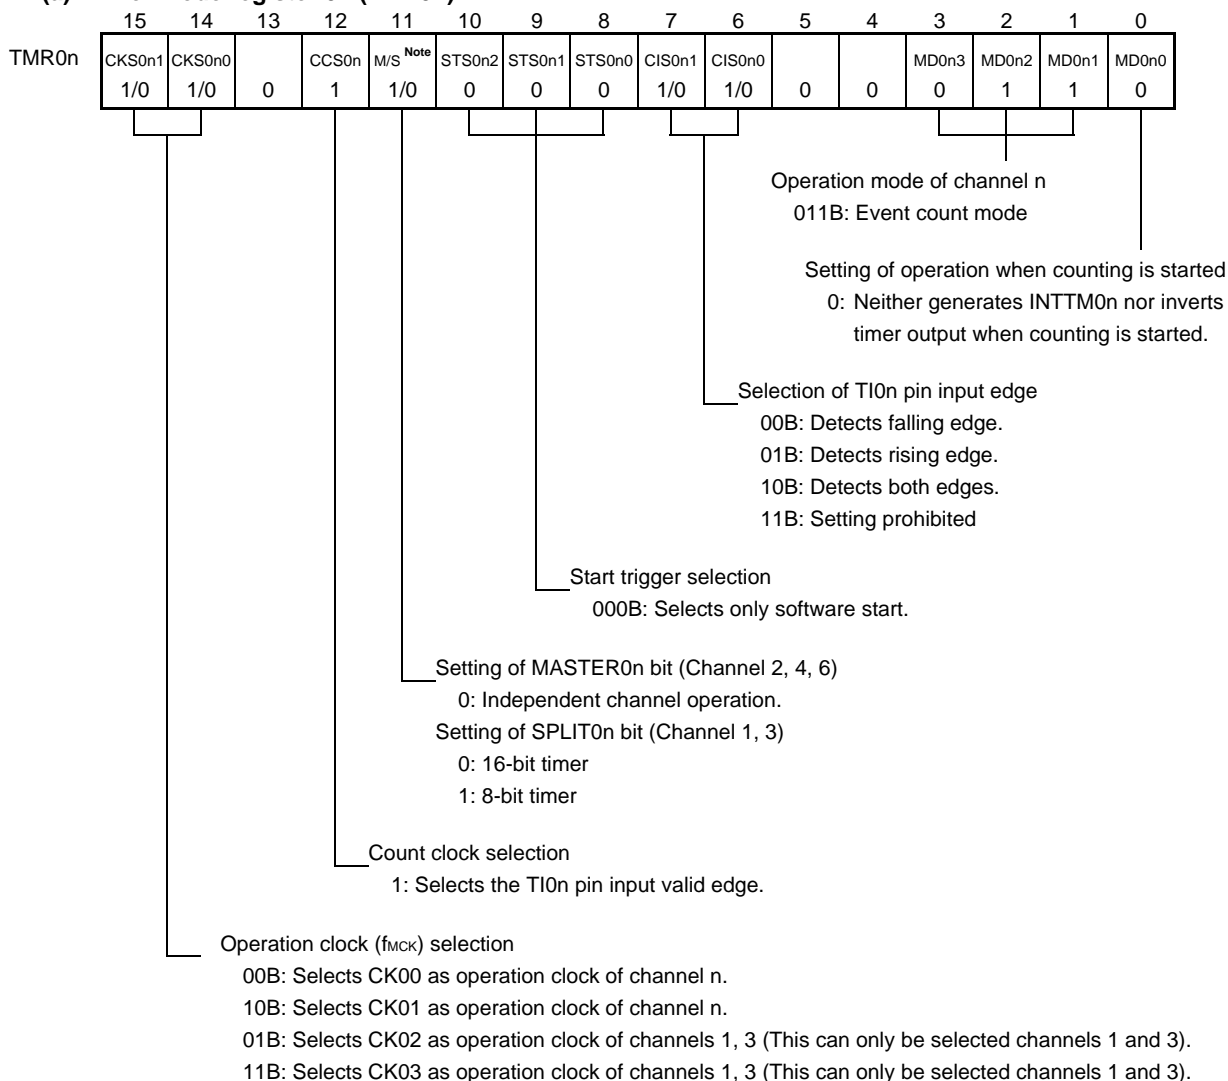 15 14 13 12 11 10 9 8 7 6 5 4 3 2 1 0
TMR0n CKS0n1 CKS0n0 CCS0n M/S Note STS0n2 STS0n1 STS0n0 CIS0n1 CIS0n0 MD0n3 MD0n2 MD0n1 MD0n0
1/0 1/0 0 1 1/0 0 0 0 1/0 1/0 0 0 0 1 1 0
Operation mode of channel n
011B: Event count mode
Setting of operation when counting is started
0: Neither generates INTTM0n nor inverts
timer output when counting is started.
Selection of TI0n pin input edge
00B: Detects falling edge.
01B: Detects rising edge.
10B: Detects both edges.
11B: Setting prohibited
Start trigger selection
000B: Selects only software start.
Setting of MASTER0n bit (Channel 2, 4, 6)
0: Independent channel operation.
Setting of SPLIT0n bit (Channel 1, 3)
0: 16-bit timer
1: 8-bit timer
Count clock selection
1: Selects the TI0n pin input valid edge.
Operation clock (fMCK) selection
00B: Selects CK00 as operation clock of channel n.
10B: Selects CK01 as operation clock of channel n.
01B: Selects CK02 as operation clock of channels 1, 3 (This can only be selected channels 1 and 3).
11B: Selects CK03 as operation clock of channels 1, 3 (This can only be selected channels 1 and 3).